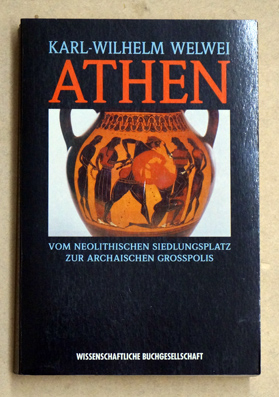 KARL-WILHELM WELWEI
ATHEN
VOM NEOLITHISCHEN SIEDLUNGSPLATZ
ZUR ARCHAISCHEN GROSSPOLIS
WISSENSCHAFTLICHE BUCHGESELLSCHAFT